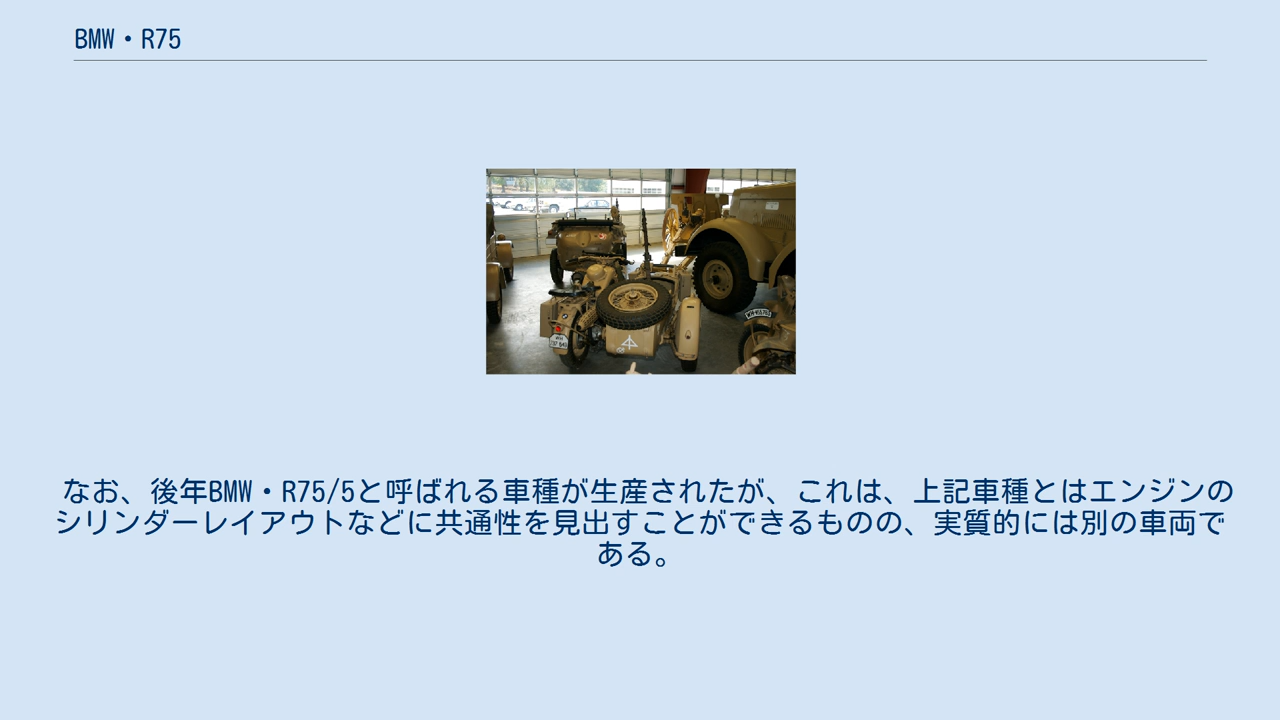 BMW・R75
なお、後年BMW・R75/5と呼ばれる車種が生産されたが、これは、上記車種とはエンジンの
シリンダーレイアウトなどに共通性を見出すことができるものの、実質的には別の車両で
ある。